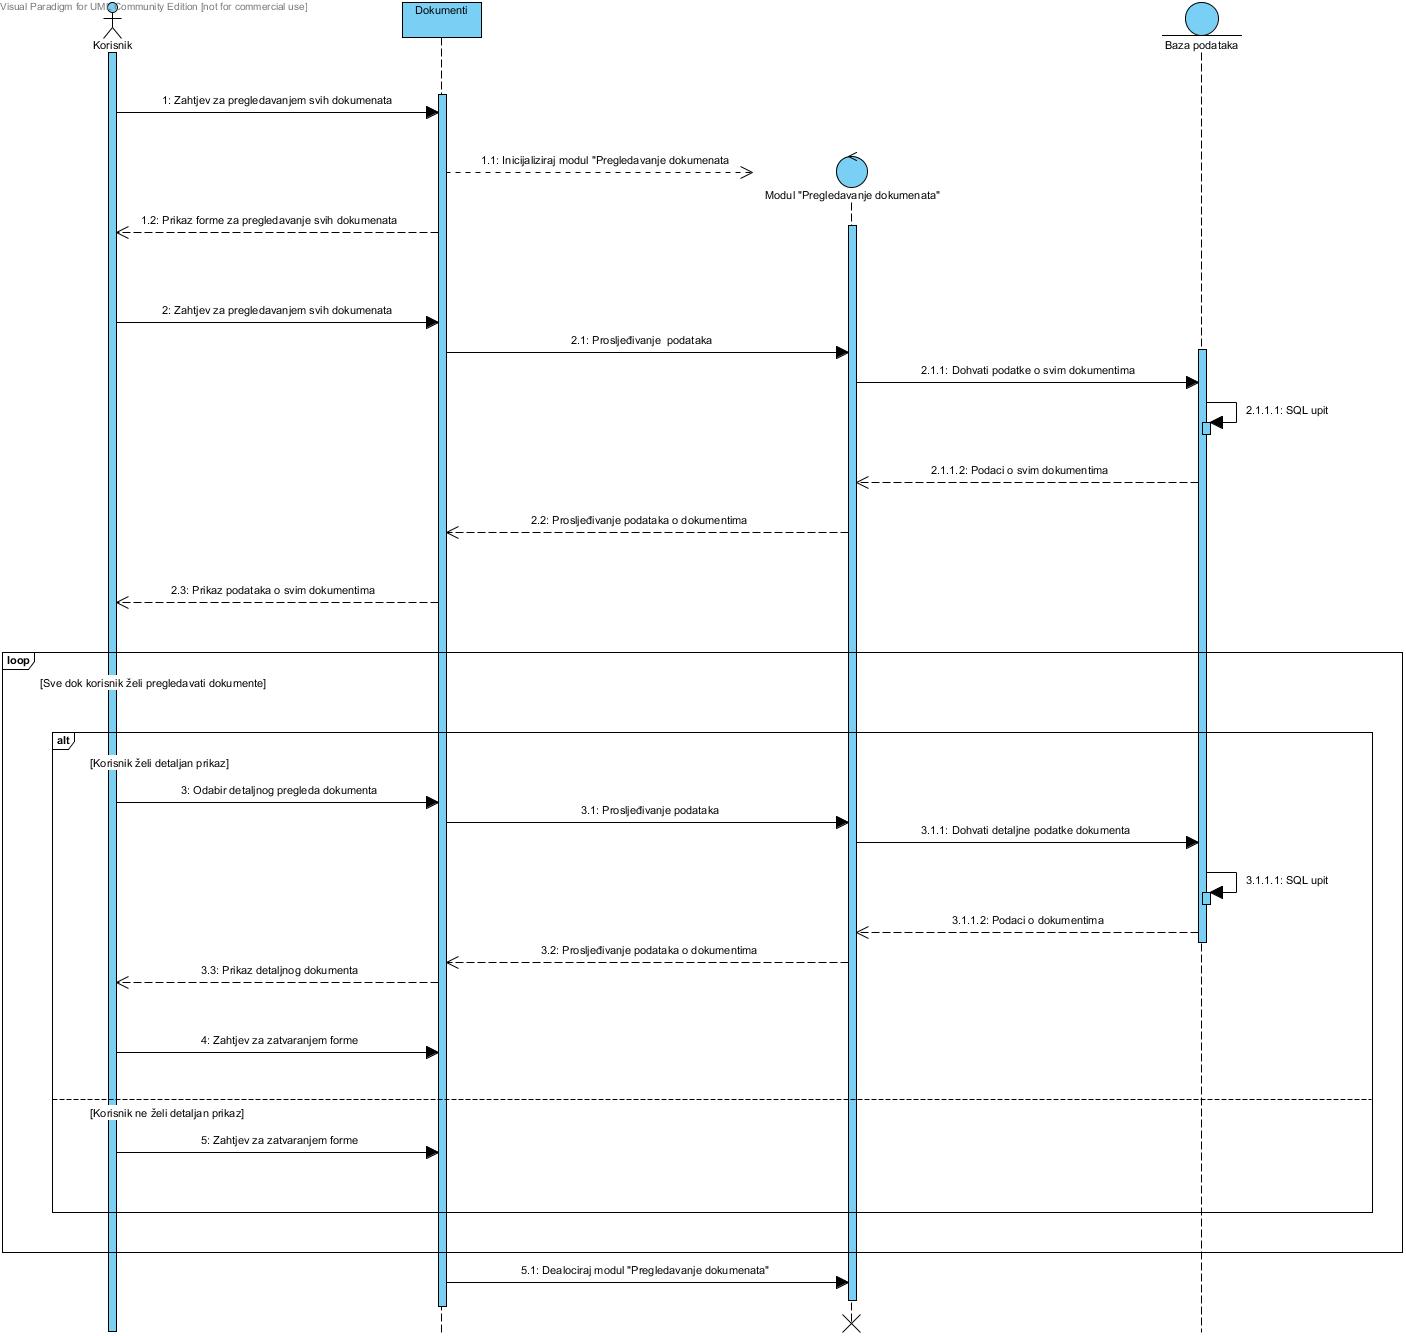 Visual Paradigm for UML Community Edition [not for commercial use]
Dokumenti
Korisnik
Baza podataka
1: Zahtjev za pregledavanjem svih dokumenata
1.1: Inicijaliziraj modul "Pregledavanje dokumenata
Modul "Pregledavanje dokumenata"
1.2: Prikaz forme za pregledavanje svih dokumenata
2: Zahtjev za pregledavanjem svih dokumenata
2.1: Prosljeđivanje podataka
2.1.1: Dohvati podatke o svim dokumentima
2.1.1.1: SQL upit
2.1.1.2: Podaci o svim dokumentima
2.2: Prosljeđivanje podataka o dokumentima
2.3: Prikaz podataka o svim dokumentima
loop
[Sve dok korisnik želi pregledavati dokumente]
alt
[Korisnik želi detaljan prikaz]
3: Odabir detaljnog pregleda dokumenta
3.1: Prosljeđivanje podataka
3.1.1: Dohvati detaljne podatke dokumenta
3.1.1.1: SQL upit
3.1.1.2: Podaci o dokumentima
3.2: Prosljeđivanje podataka o dokumentima
3.3: Prikaz detaljnog dokumenta
4: Zahtjev za zatvaranjem forme
[Korisnik ne želi detaljan prikaz]
5: Zahtjev za zatvaranjem forme
5.1: Dealociraj modul "Pregledavanje dokumenata"